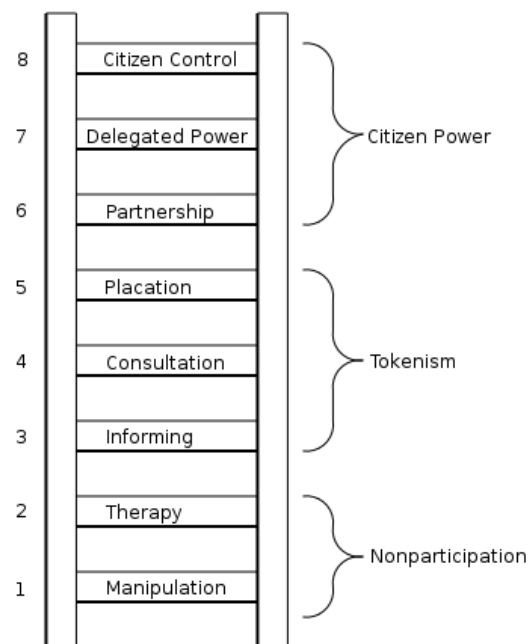 8 Citizen Control
7 Delegated Power Citizen Power
6 Partnership
5 Placation
4 Consultation Tokenism
3 Informing
2 Therapy
Nonparticipation
1 Manipulation